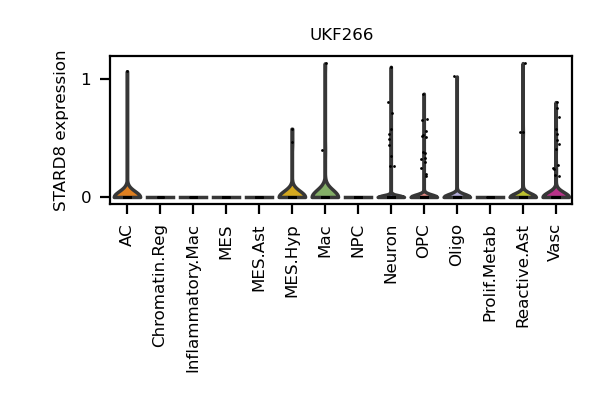 UKF266
STARD8 expression
1
0
AC
Chromatin.Reg
Inflammatory.Mac
MES
MES.Ast
MES.Hyp
Mac
NPC
Neuron
OPC
Oligo
Prolif.Metab
Reactive.Ast
Vasc